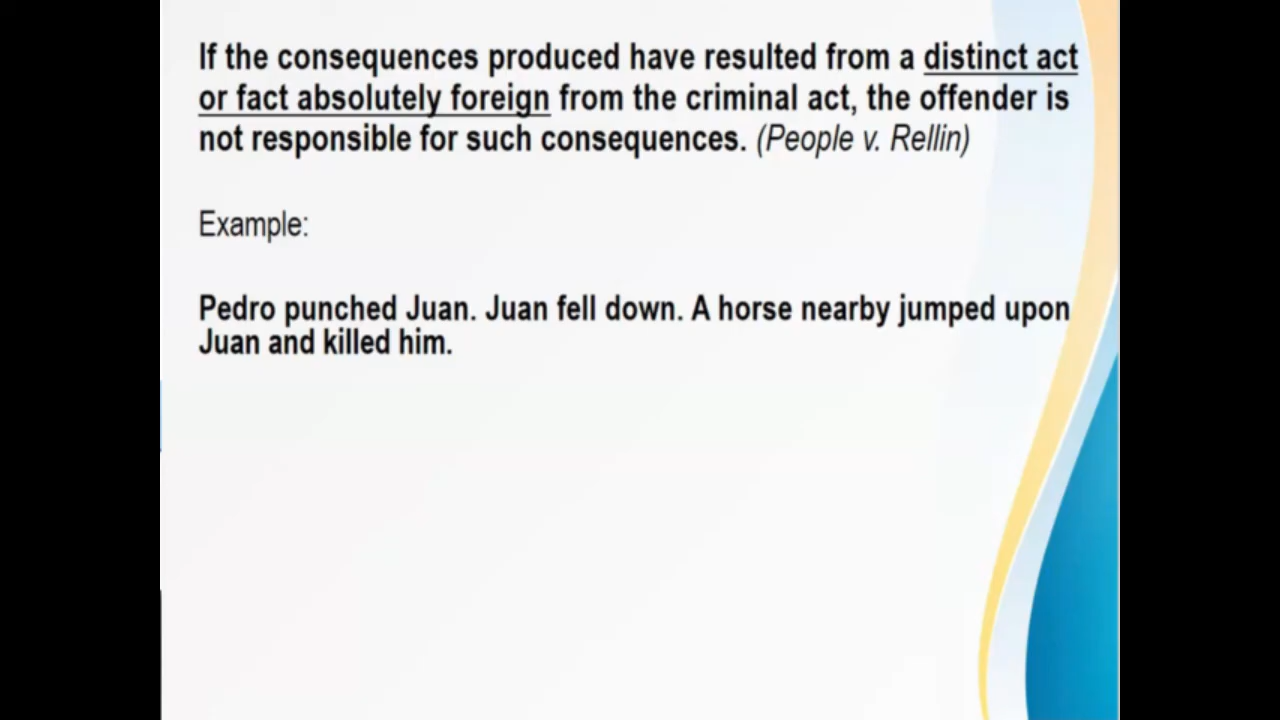 If the consequences produced have resulted from a distinct act
or fact absolutely foreign from the criminal act, the offender is
not responsible for such consequences. (People v. Rellin)
Example:
Pedro punched Juan. Juan fell down. A horse nearby jumped upon
Juan and killed him.